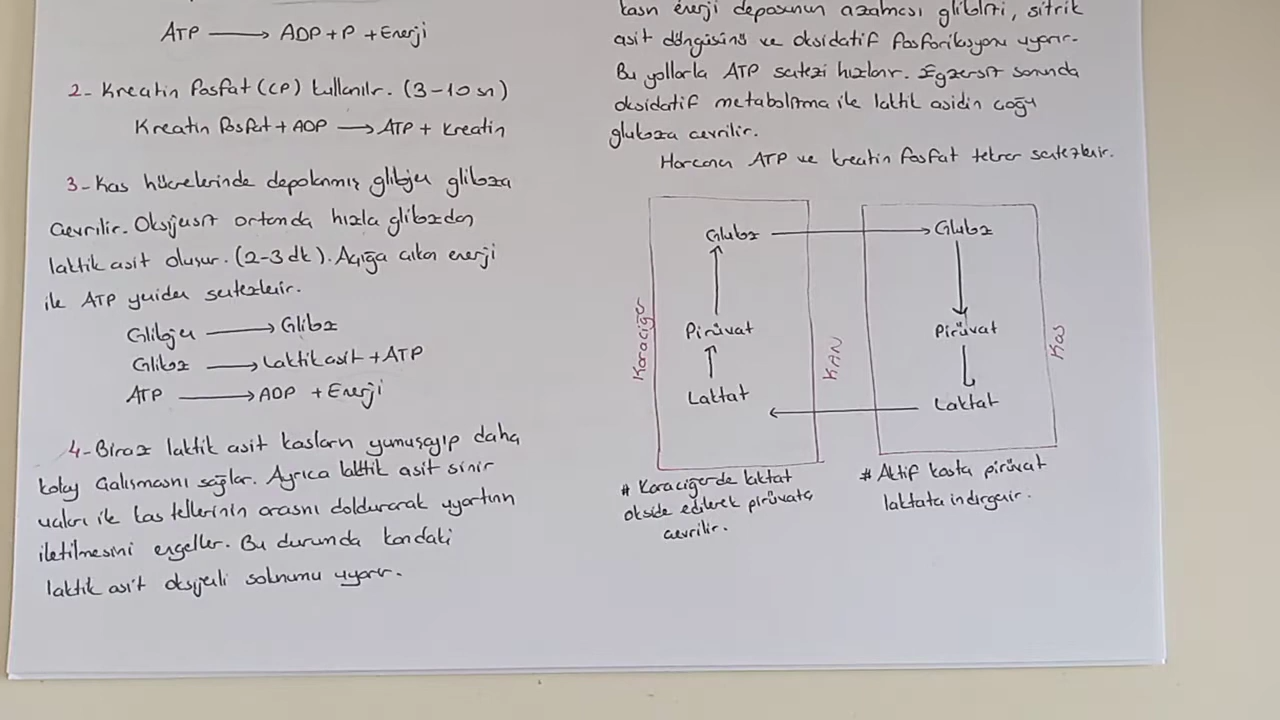 ATP → ADP + P + Enerji
2- Kreatin fosfat (CP) kullanılır. (3-10 sn)
Kreatin fosfat + ADP → ATP + Kreatin
3- Kas hücrelerinde depolanmış glikojen glikoza
çevrilir. Oksijensiz ortamda hızla glikozdan
laktik asit oluşur. (2-3 dk). Açığa çıkan enerji
ile ATP yeniden sentezlenir.
Glikojen → Glikoz
Glikoz → Laktik asit + ATP
ATP → ADP + Enerji
4- Biraz laktik asit kasların yumuşayıp daha
kolay çalışmasını sağlar. Ayrıca laktik asit sinir
uçları ile kas tellerinin arasını doldurarak uyartının
iletilmesini engeller. Bu durumda kandaki
laktik asit oksijenli solunumu uyarır.
kasın enerji deposunun azalması glikolizi, sitrik
asit döngüsünü ve oksidatif fosforilasyonu uyarır.
Bu yollarla ATP sentezi hızlanır. Egzersiz sonunda
oksidatif metabolizma ile laktik asidin çoğu
glukoza çevrilir.
Harcanan ATP ve kreatin fosfat tekrar sentezlenir.
Karaciğer
Glukoz
Pirüvat
Laktat
KAN
Glukoz
Pirüvat
Laktat
Kas
# Karaciğerde laktat
okside edilerek pirüvata
çevrilir.
# Aktif kasta pirüvat
laktata indirgenir.